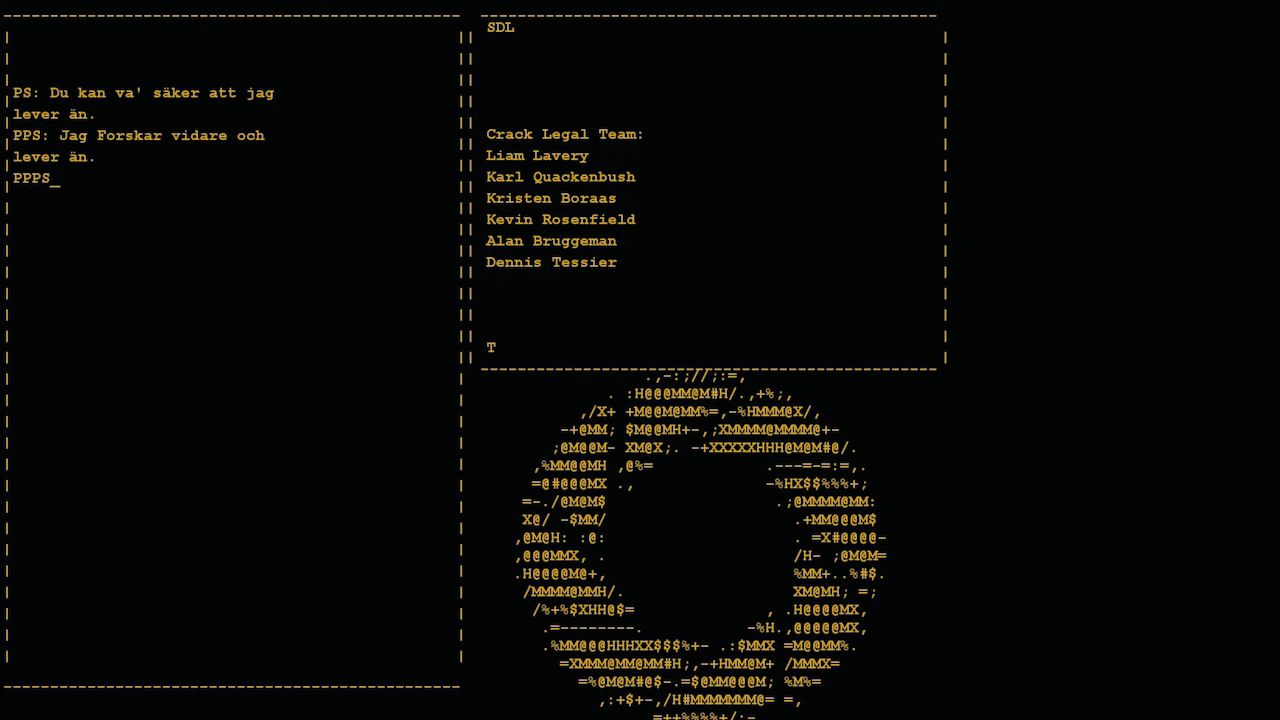 PS: Du kan va' säker att jag
lever än.
PPS: Jag Forskar vidare och
lever än.
PPPS_
SDL
Crack Legal Team:
Liam Lavery
Karl Quackenbush
Kristen Boraas
Kevin Rosenfield
Alan Bruggeman
Dennis Tessier
T